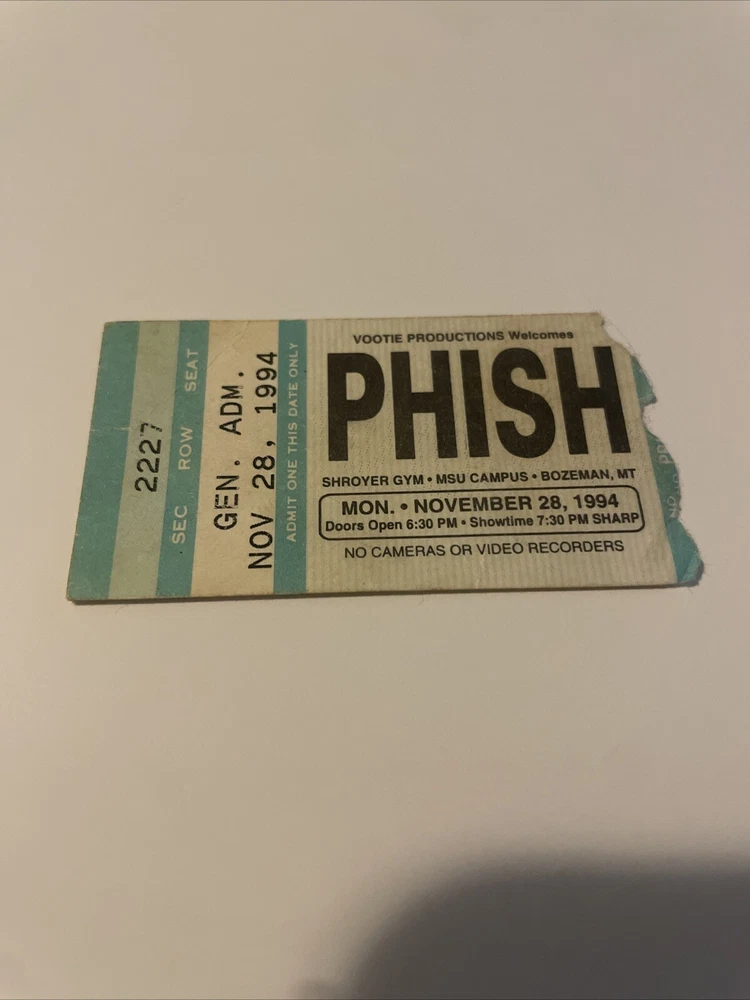 2227
SEC ROW SEAT
GEN. ADM.
NOV 28, 1994
ADMIT ONE THIS DATE ONLY
VOOTIE PRODUCTIONS Welcomes
PHISH
SHROYER GYM • MSU CAMPUS • BOZEMAN, MT
MON. • NOVEMBER 28, 1994
Doors Open 6:30 PM • Showtime 7:30 PM SHARP
NO CAMERAS OR VIDEO RECORDERS